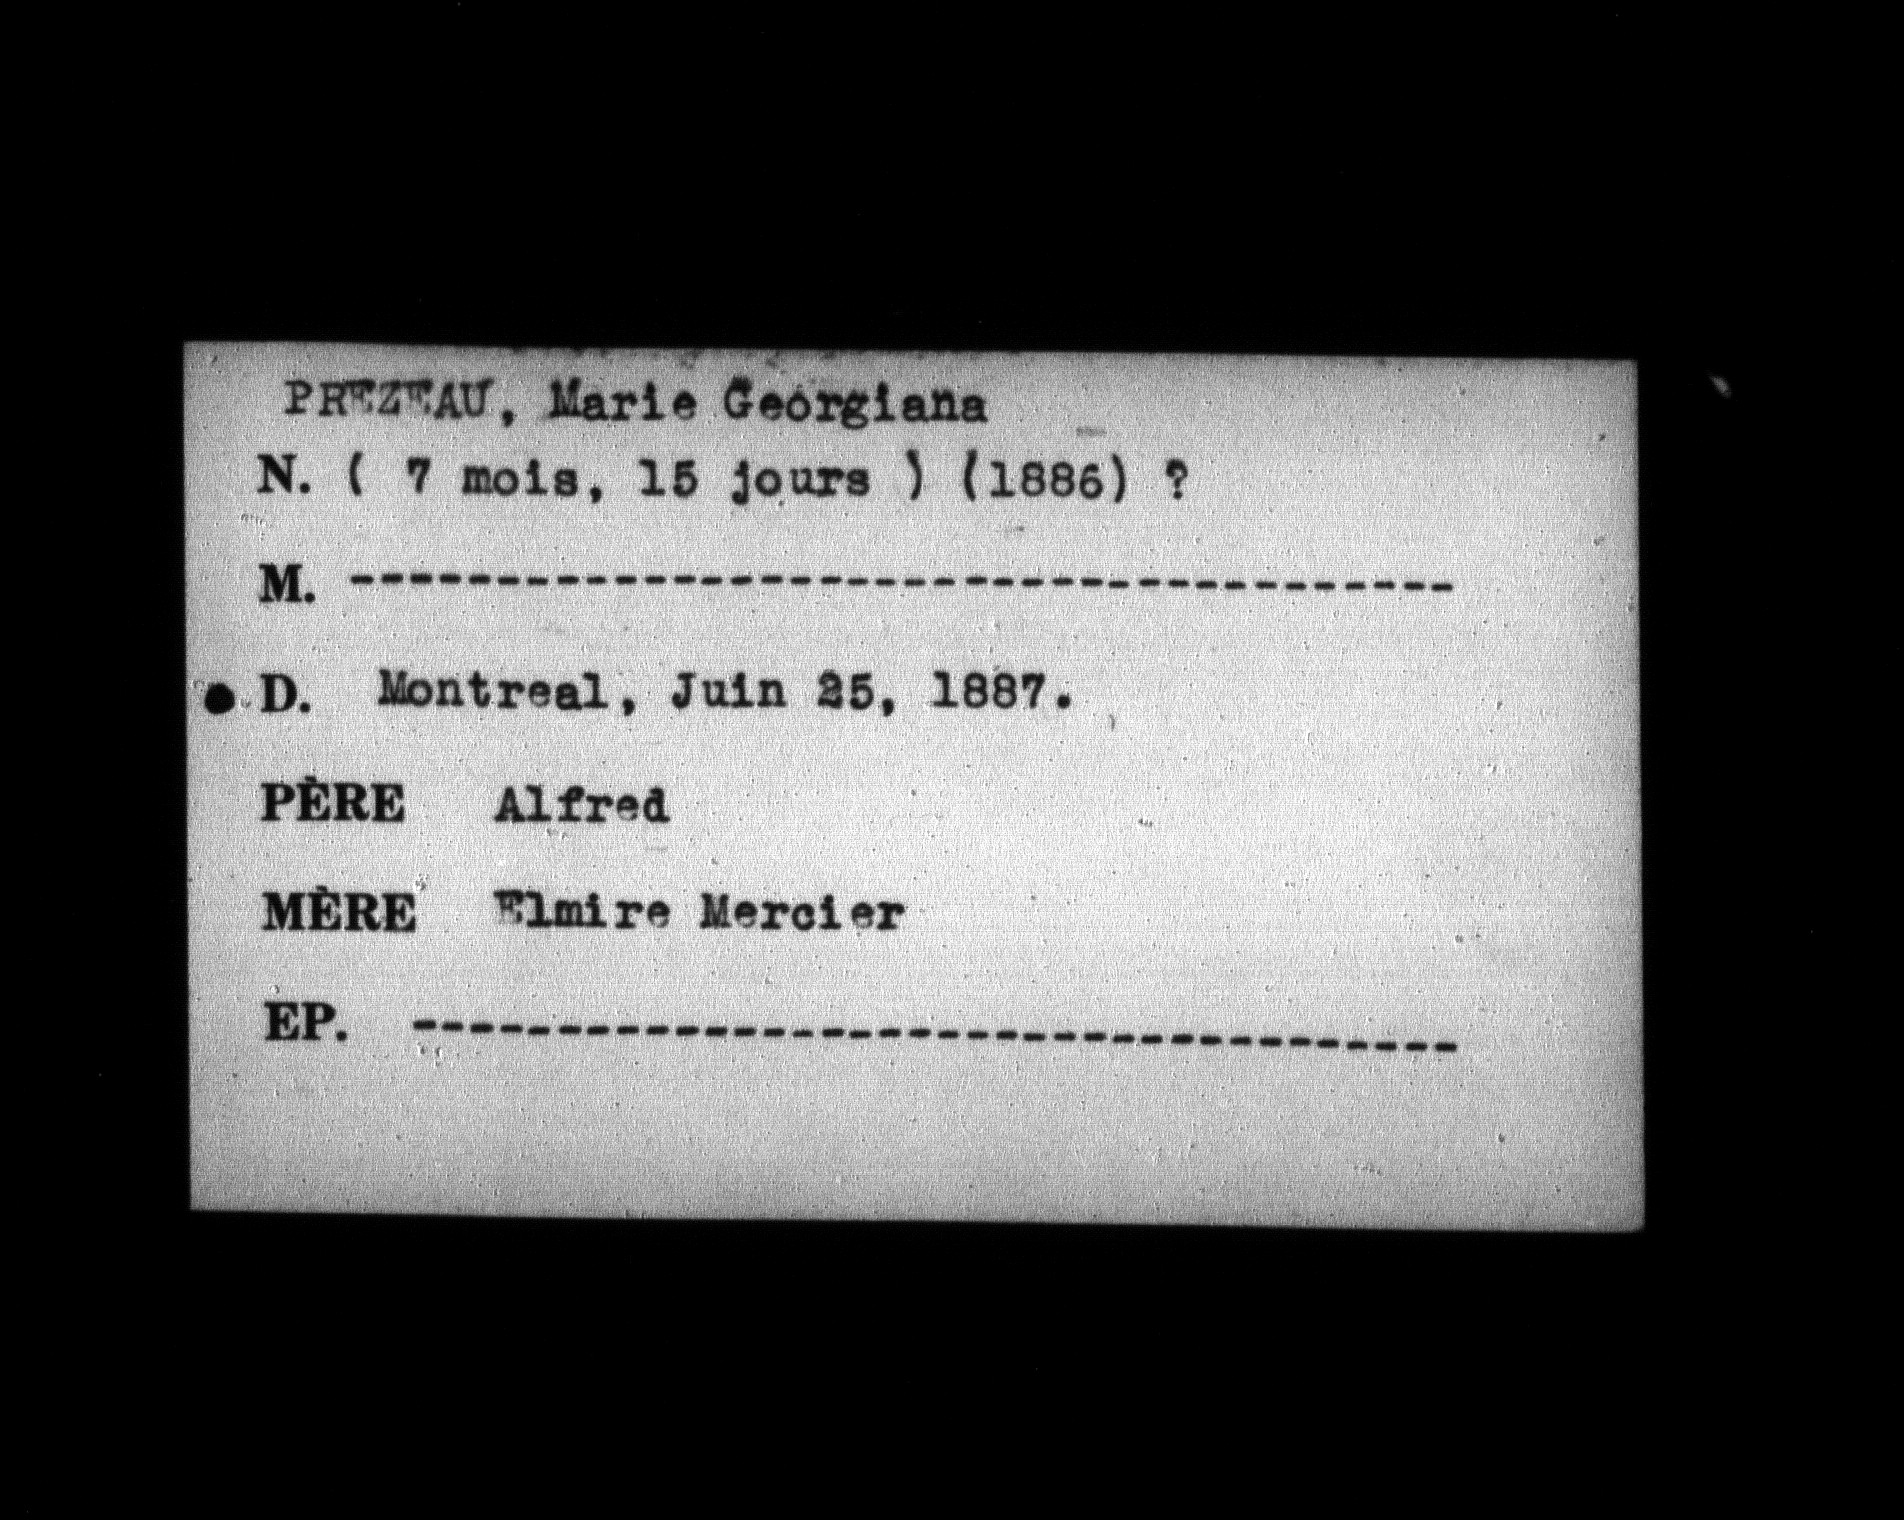 PREZEAU, Marie Georgiana
N. ( 7 mois, 15 jours ) (1886) ?
M. --------------------------------------
D. Montreal, Juin 25, 1887.
PÈRE Alfred
MÈRE Elmire Mercier
EP. ------------------------------------